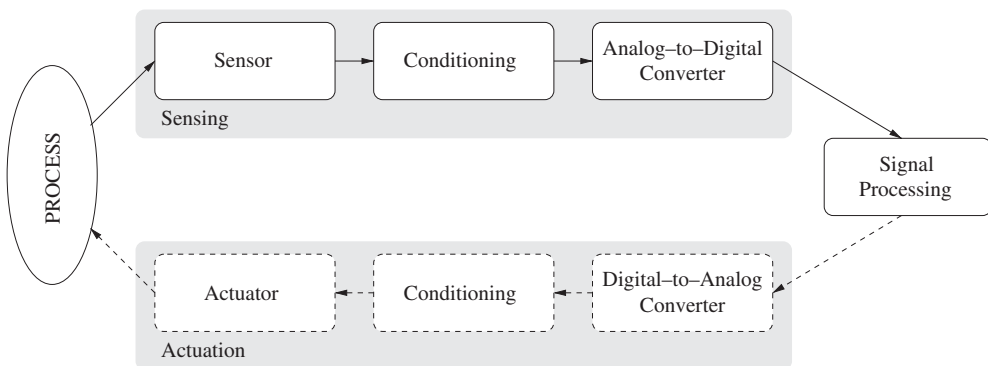 PROCESS
Sensor
Conditioning
Analog–to–Digital
Converter
Sensing
Signal
Processing
Actuator
Conditioning
Digital–to–Analog
Converter
Actuation